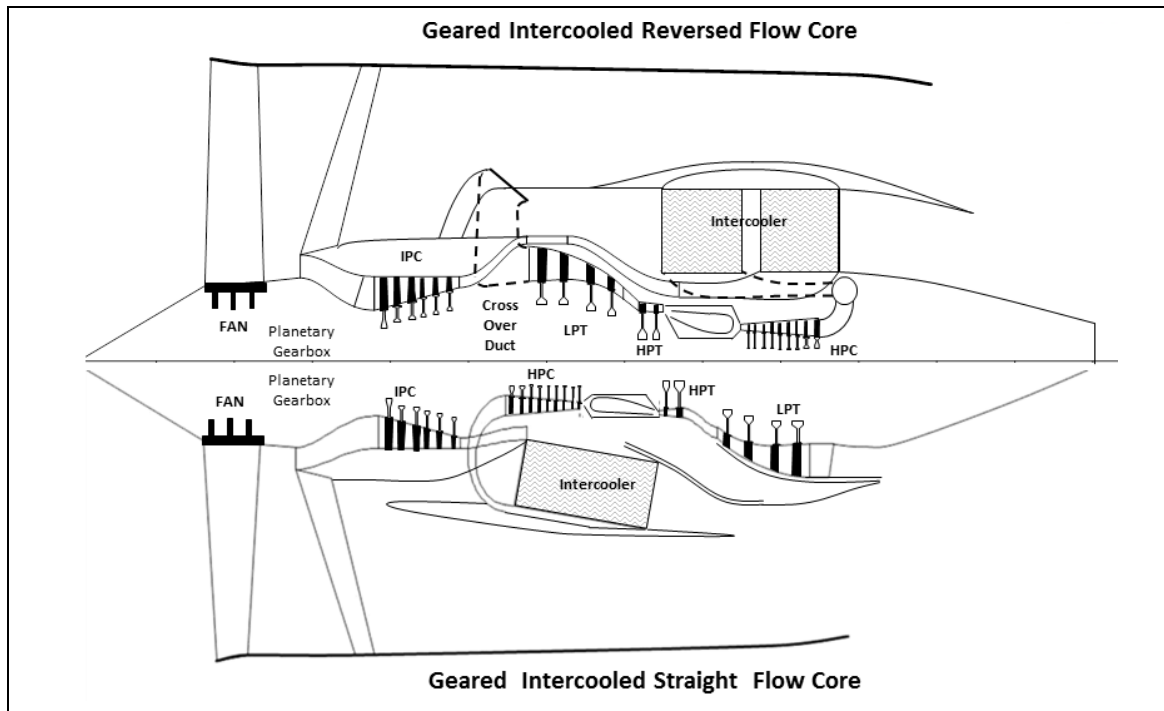 Geared Intercooled Reversed Flow Core
Intercooler
IPC
FAN
Planetary
Gearbox
Cross
Over
Duct
LPT
HPT
HPC
Planetary
Gearbox
FAN
IPC
HPC
HPT
LPT
Intercooler
Geared Intercooled Straight Flow Core